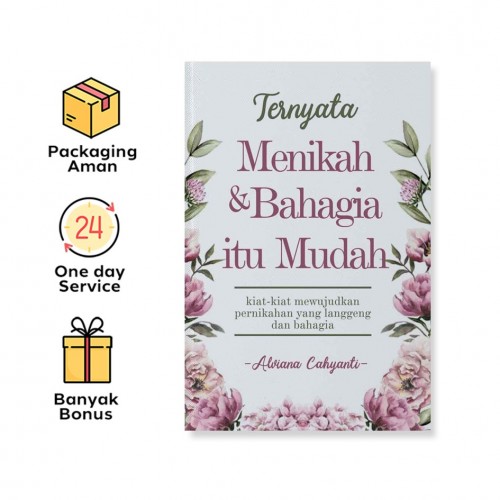 Packaging
Aman
24
One day
Service
Banyak
Bonus
Ternyata
Menikah
& Bahagia
itu Mudah
kiat-kiat mewujudkan
pernikahan yang langgeng
dan bahagia
-Alviana Cahyanti-